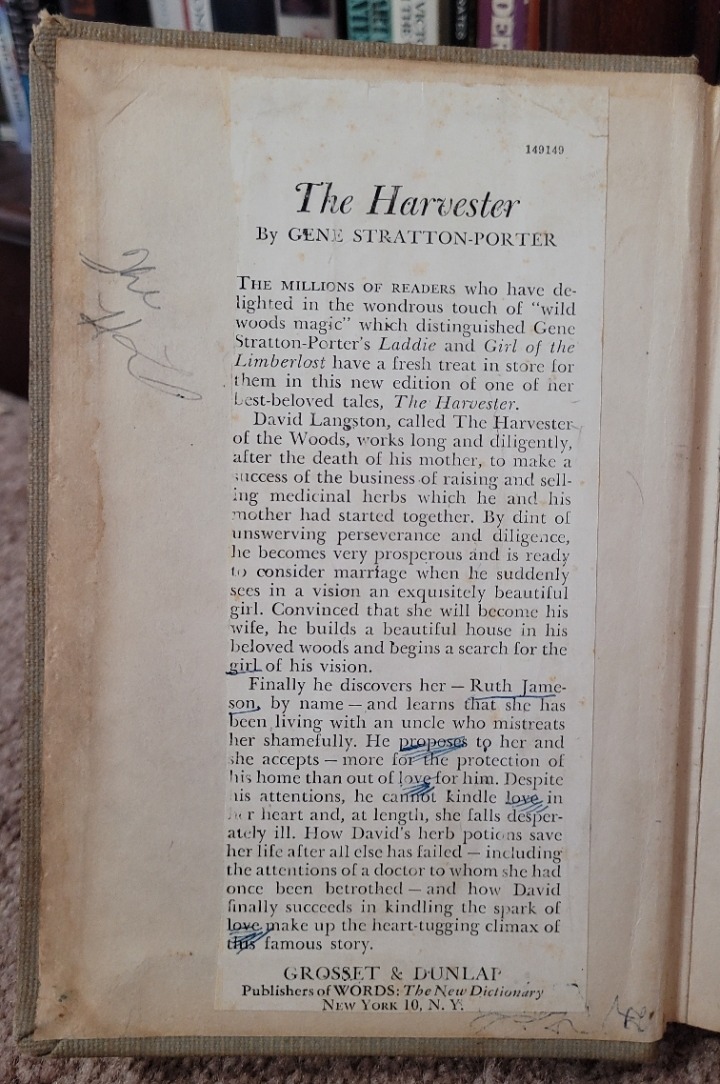 149149
The Harvester
By GENE STRATTON-PORTER
THE MILLIONS OF READERS who have de-
lighted in the wondrous touch of "wild
woods magic" which distinguished Gene
Stratton-Porter's Laddie and Girl of the
Limberlost have a fresh treat in store for
them in this new edition of one of her
best-beloved tales, The Harvester.
David Langston, called The Harvester
of the Woods, works long and diligently,
after the death of his mother, to make a
success of the business of raising and sell-
ing medicinal herbs which he and his
mother had started together. By dint of
unswerving perseverance and diligence,
he becomes very prosperous and is ready
to consider marriage when he suddenly
sees in a vision an exquisitely beautiful
girl. Convinced that she will become his
wife, he builds a beautiful house in his
beloved woods and begins a search for the
girl of his vision.
Finally he discovers her — Ruth Jame-
son, by name — and learns that she has
been living with an uncle who mistreats
her shamefully. He proposes to her and
she accepts — more for the protection of
his home than out of love for him. Despite
his attentions, he cannot kindle love in
her heart and, at length, she falls desper-
ately ill. How David's herb potions save
her life after all else has failed — including
the attentions of a doctor to whom she had
once been betrothed — and how David
finally succeeds in kindling the spark of
love make up the heart-tugging climax of
this famous story.
GROSSET & DUNLAP
Publishers of WORDS: The New Dictionary
NEW YORK 10, N. Y.
The